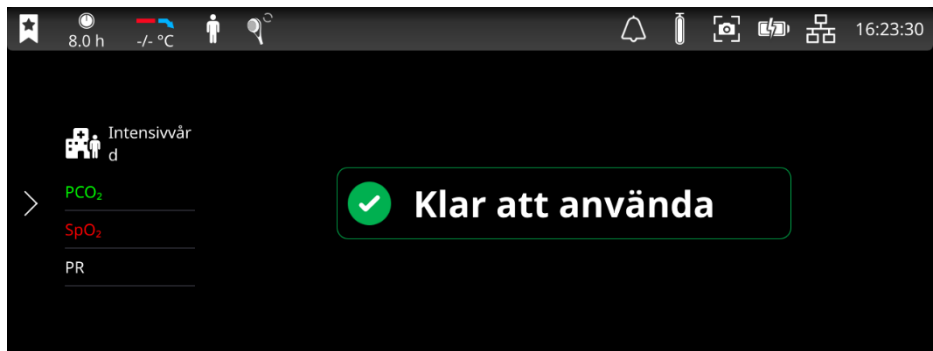 8.0 h
-/- °C
16:23:30
Intensivvår
d
PCO₂
Klar att använda
SpO₂
PR